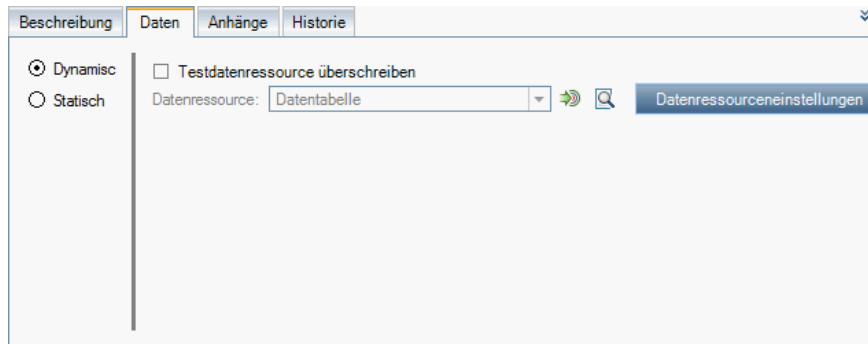 Beschreibung Daten Anhänge Historie
Dynamisc
Testdatenressource überschreiben
Statisch
Datenressource: Datentabelle Datenressourceneinstellungen